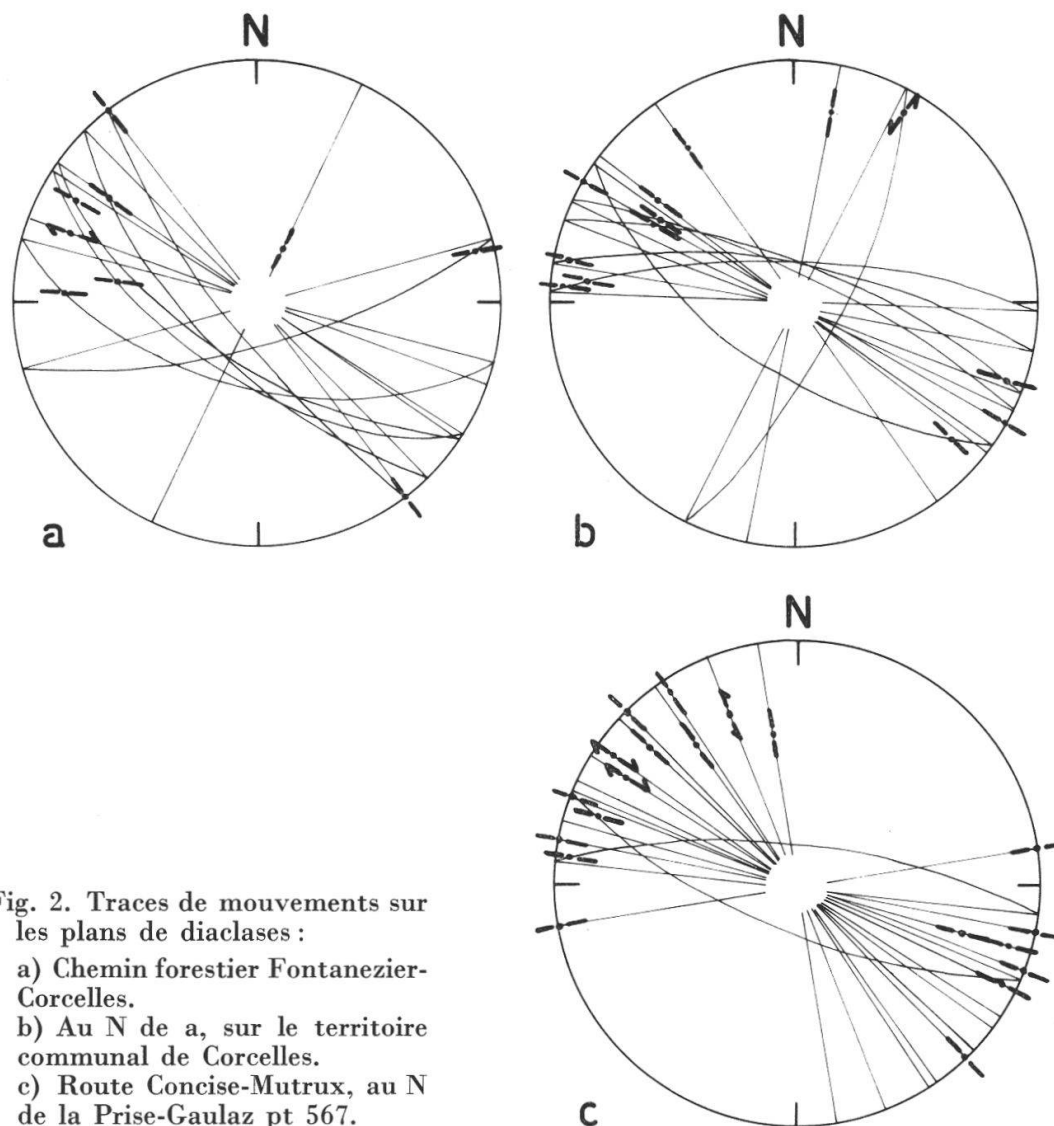 N
N
a
b
N
Fig. 2. Traces de mouvements sur
les plans de diaclases :
a) Chemin forestier Fontanezier-
Corcelles.
b) Au N de a, sur le territoire
communal de Corcelles.
c) Route Concise-Mutrux, au N
de la Prise-Gaulaz pt 567.
c